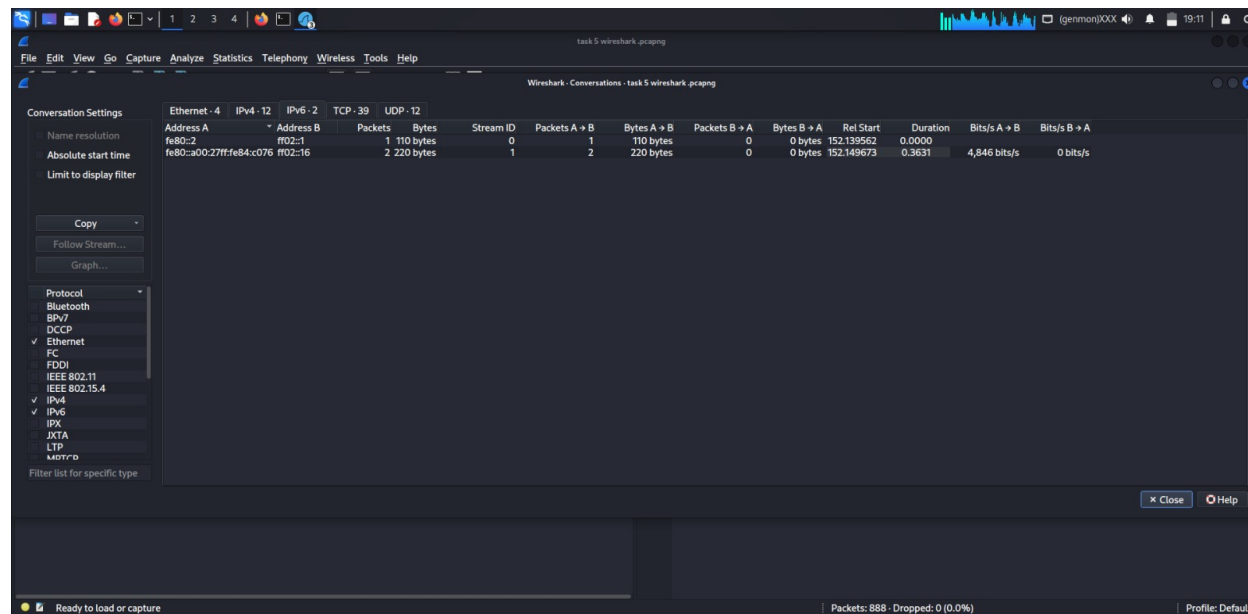 1 2 3 4 (genmon)XXX 19:11
task 5 wireshark .pcapng
File Edit View Go Capture Analyze Statistics Telephony Wireless Tools Help
Wireshark · Conversations · task 5 wireshark .pcapng
Conversation Settings
Name resolution
Absolute start time
Limit to display filter
Copy
Follow Stream...
Graph...
Protocol
Bluetooth
BPv7
DCCP
Ethernet
FC
FDDI
IEEE 802.11
IEEE 802.15.4
IPv4
IPv6
IPX
JXTA
LTP
MPTCP
Filter list for specific type
Ethernet · 4 IPv4 · 12 IPv6 · 2 TCP · 39 UDP · 12
Address A Address B Packets Bytes Stream ID Packets A → B Bytes A → B Packets B → A Bytes B → A Rel Start Duration Bits/s A → B Bits/s B → A
fe80::2 ff02::1 1 110 bytes 0 1 110 bytes 0 0 bytes 152.139562 0.0000
fe80::a00:27ff:fe84:c076 ff02::16 2 220 bytes 1 2 220 bytes 0 0 bytes 152.149673 0.3631 4,846 bits/s 0 bits/s
Close Help
Ready to load or capture Packets: 888 · Dropped: 0 (0.0%) Profile: Defaul